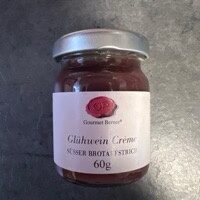 Gourmet Berner®
Glühwein Creme
SÜSSER BROTAUFSTRICH
60g